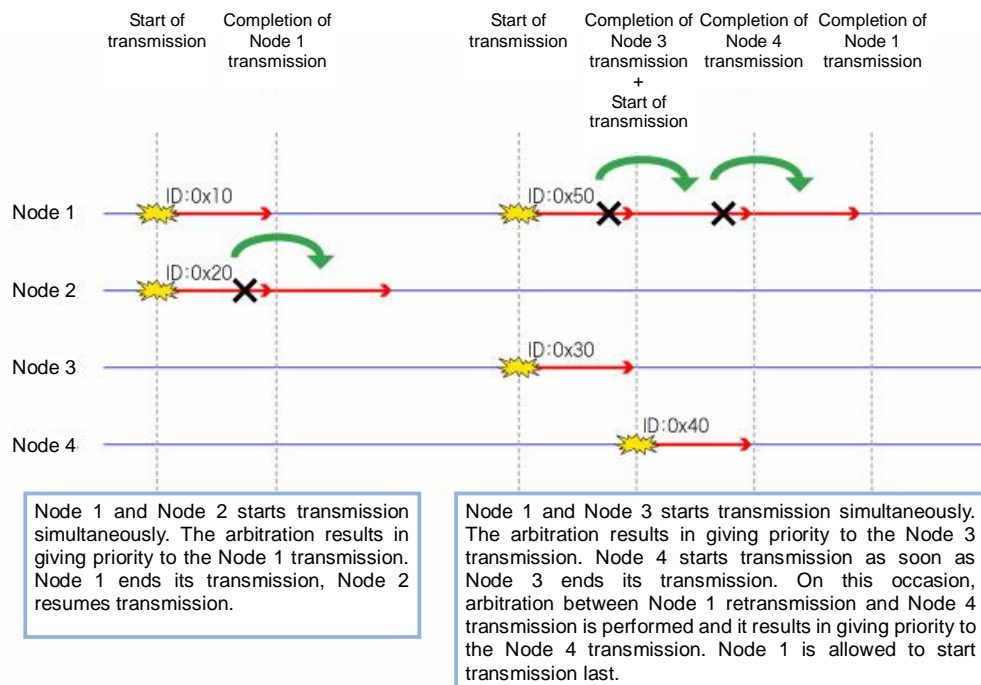 Start of
transmission
Completion of
Node 1
transmission
Start of
transmission
Completion of
Node 3
transmission
+
Start of
transmission
Completion of
Node 4
transmission
Completion of
Node 1
transmission
Node 1
ID:0x10
ID:0x50
Node 2
ID:0x20
Node 3
ID:0x30
Node 4
ID:0x40
Node 1 and Node 2 starts transmission
simultaneously. The arbitration results in
giving priority to the Node 1 transmission.
Node 1 ends its transmission, Node 2
resumes transmission.
Node 1 and Node 3 starts transmission simultaneously.
The arbitration results in giving priority to the Node 3
transmission. Node 4 starts transmission as soon as
Node 3 ends its transmission. On this occasion,
arbitration between Node 1 retransmission and Node 4
transmission is performed and it results in giving priority to
the Node 4 transmission. Node 1 is allowed to start
transmission last.